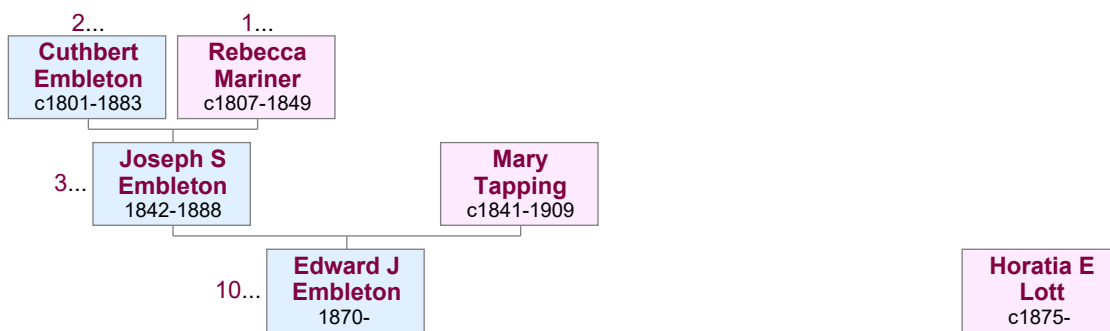 2... 1...
Cuthbert Rebecca
Embleton Mariner
c1801-1883 c1807-1849
Joseph S Mary
3... Embleton Tapping
1842-1888 c1841-1909
Edward J Horatia E
10... Embleton Lott
1870- c1875-